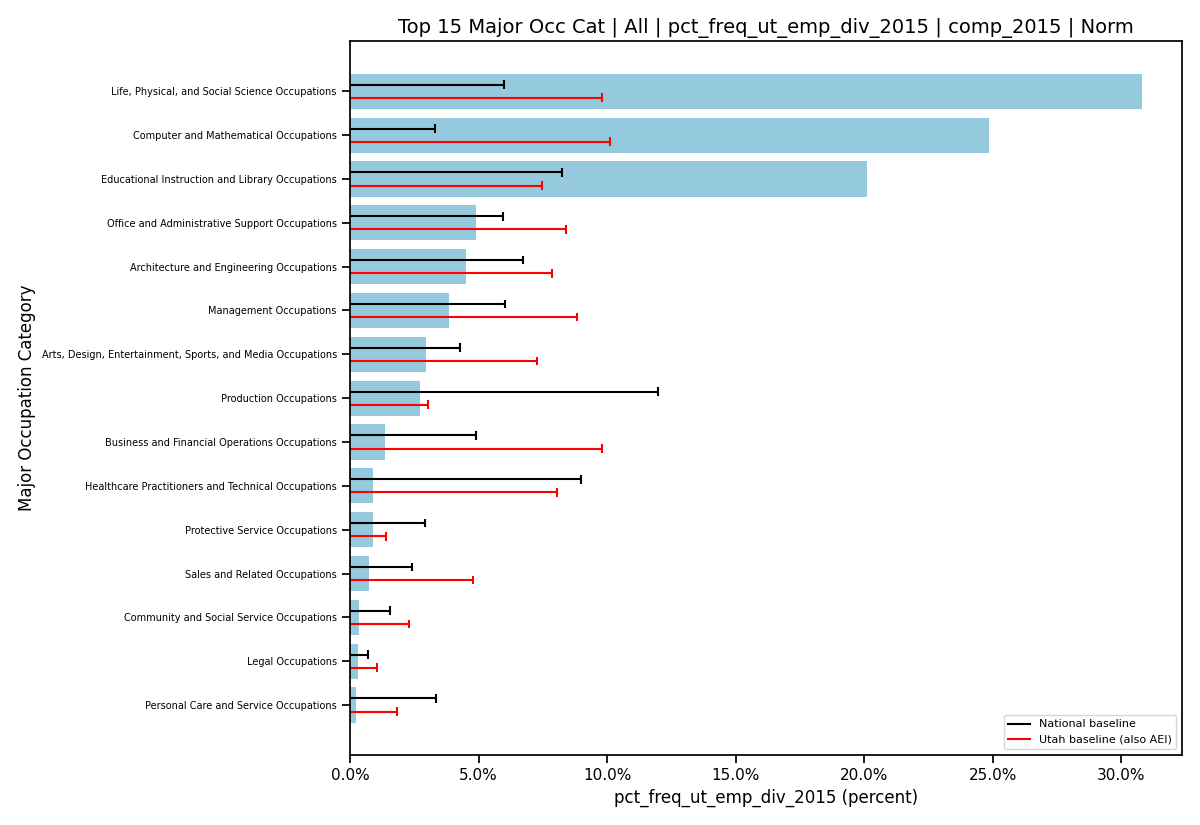 Top 15 Major Occ Cat | All | pct_freq_ut_emp_div_2015 | comp_2015 | Norm
Major Occupation Category
Life, Physical, and Social Science Occupations
Computer and Mathematical Occupations
Educational Instruction and Library Occupations
Office and Administrative Support Occupations
Architecture and Engineering Occupations
Management Occupations
Arts, Design, Entertainment, Sports, and Media Occupations
Production Occupations
Business and Financial Operations Occupations
Healthcare Practitioners and Technical Occupations
Protective Service Occupations
Sales and Related Occupations
Community and Social Service Occupations
Legal Occupations
Personal Care and Service Occupations
National baseline
Utah baseline (also AEI)
0.0% 5.0% 10.0% 15.0% 20.0% 25.0% 30.0%
pct_freq_ut_emp_div_2015 (percent)